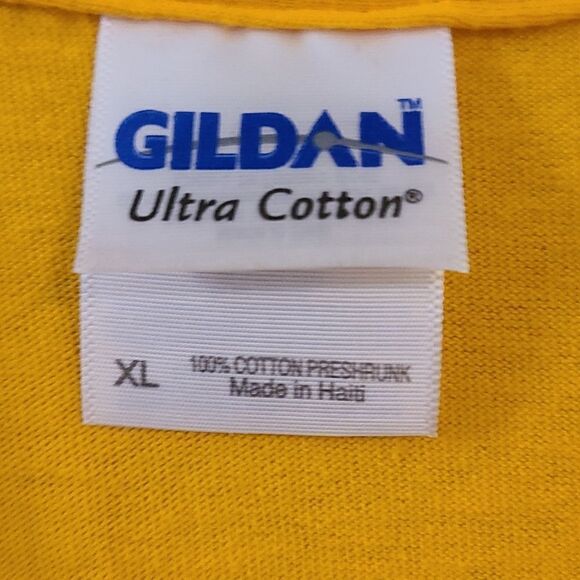 GILDAN™
Ultra Cotton®
XL
100% COTTON PRESHRUNK
Made in Haiti